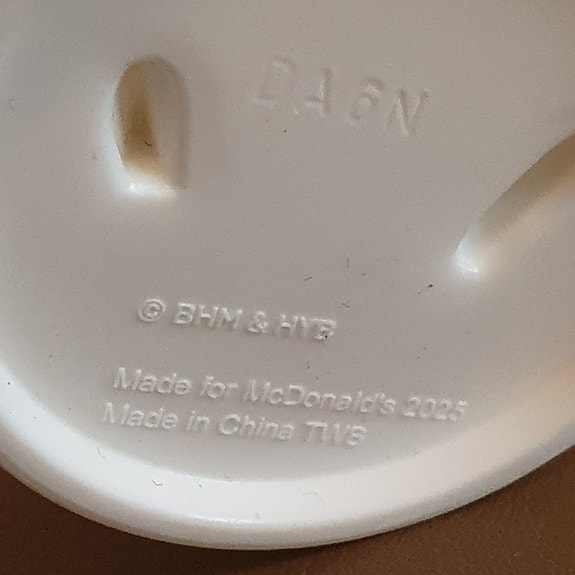 DA6N
© BHM & HYB
Made for McDonald's 2025
Made in China TWB